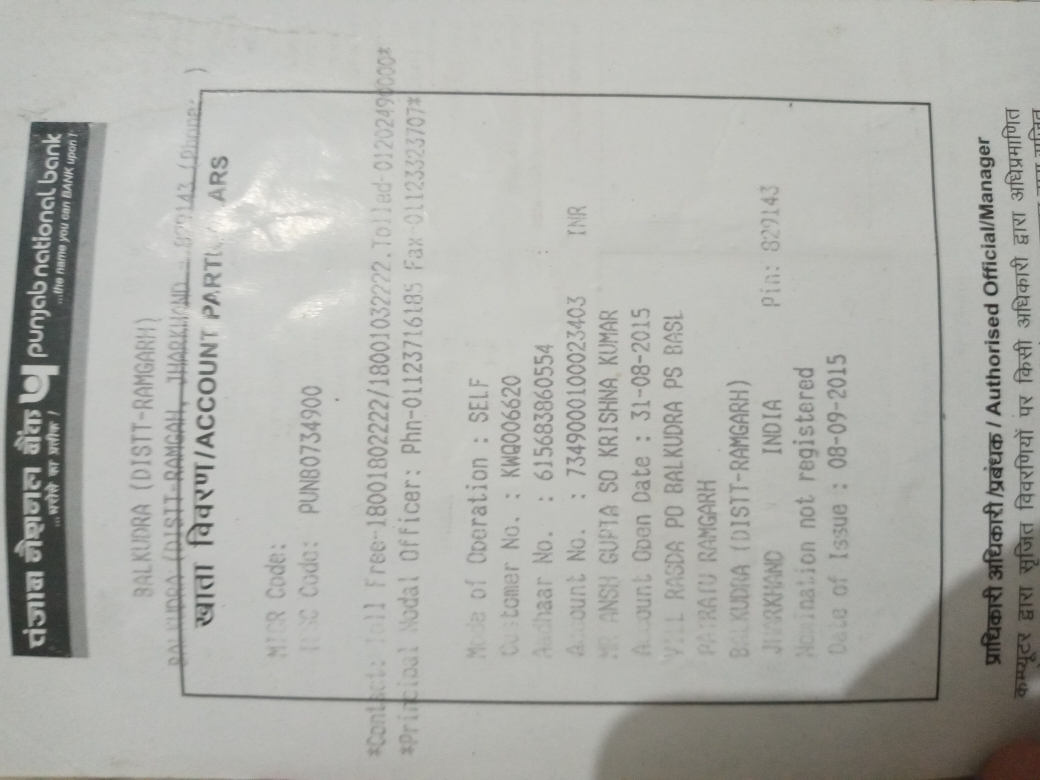 पंजाब नैशनल बैंक punjab national bank
...भरोसे का प्रतीक ! ...the name you can BANK upon !
BALKUDRA (DISTT-RAMGARH)
BALKUDRA (DISTT-RAMGAH, JHARKHAND - 829143 (Phone: )
खाता विवरण/ACCOUNT PARTI ARS
MICR Code:
IFSC Code: PUNB0734900
*Contact: Toll Free-18001802222/18001032222,Tolled-01202490000*
*Principal Nodal Officer: Phn-01123716185 Fax-01123323707*
Mode of Operation : SELF
Customer No. : KWQ006620
Aadhaar No. : 615683860554 :
Account No. : 7349000100023403 INR
MR ANSH GUPTA SO KRISHNA KUMAR
Account Open Date : 31-08-2015
VILL RASDA PO BALKUDRA PS BASL
PATRATU RAMGARH
BALKUDRA (DISTT-RAMGARH)
JHARKHAND INDIA Pin: 829143
Nomination not registered
Date of Issue : 08-09-2015
प्राधिकारी अधिकारी/प्रबंधक / Authorised Official/Manager
कम्प्यूटर द्वारा सृजित विवरणियों पर किसी अधिकारी द्वारा अधिप्रमाणित